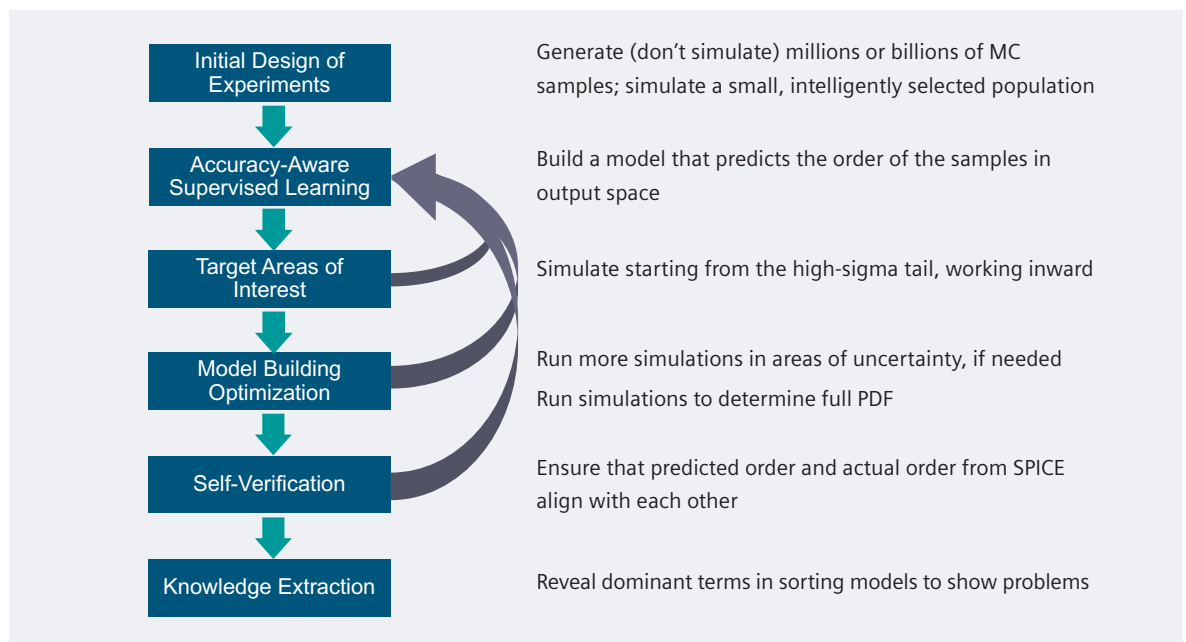 Initial Design of
Experiments
Generate (don’t simulate) millions or billions of MC
samples; simulate a small, intelligently selected population
Accuracy-Aware
Supervised Learning
Build a model that predicts the order of the samples in
output space
Target Areas of
Interest
Simulate starting from the high-sigma tail, working inward
Model Building
Optimization
Run more simulations in areas of uncertainty, if needed
Run simulations to determine full PDF
Self-Verification
Ensure that predicted order and actual order from SPICE
align with each other
Knowledge Extraction
Reveal dominant terms in sorting models to show problems